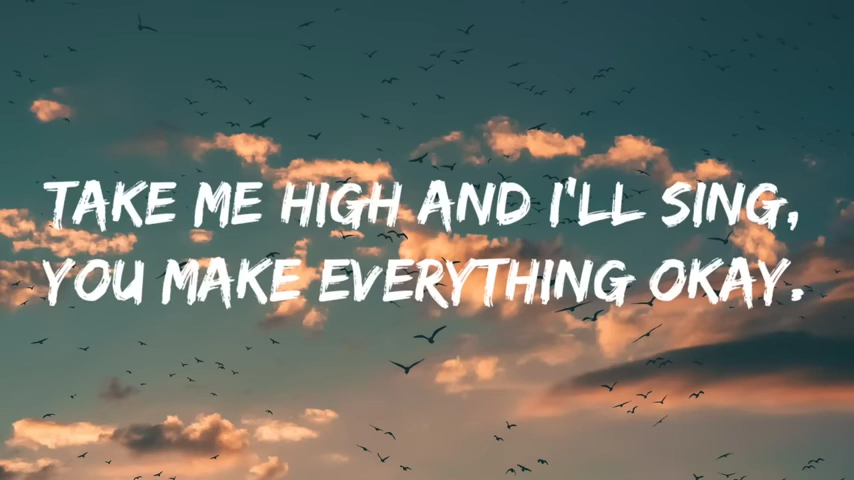 TAKE ME HIGH AND I'LL SING,
YOU MAKE EVERYTHING OKAY.